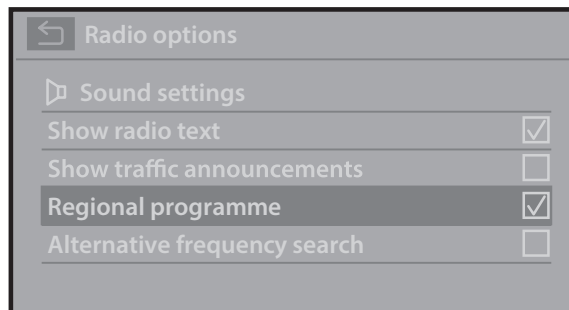 Radio options
Sound settings
Show radio text
Show traffic announcements
Regional programme
Alternative frequency search